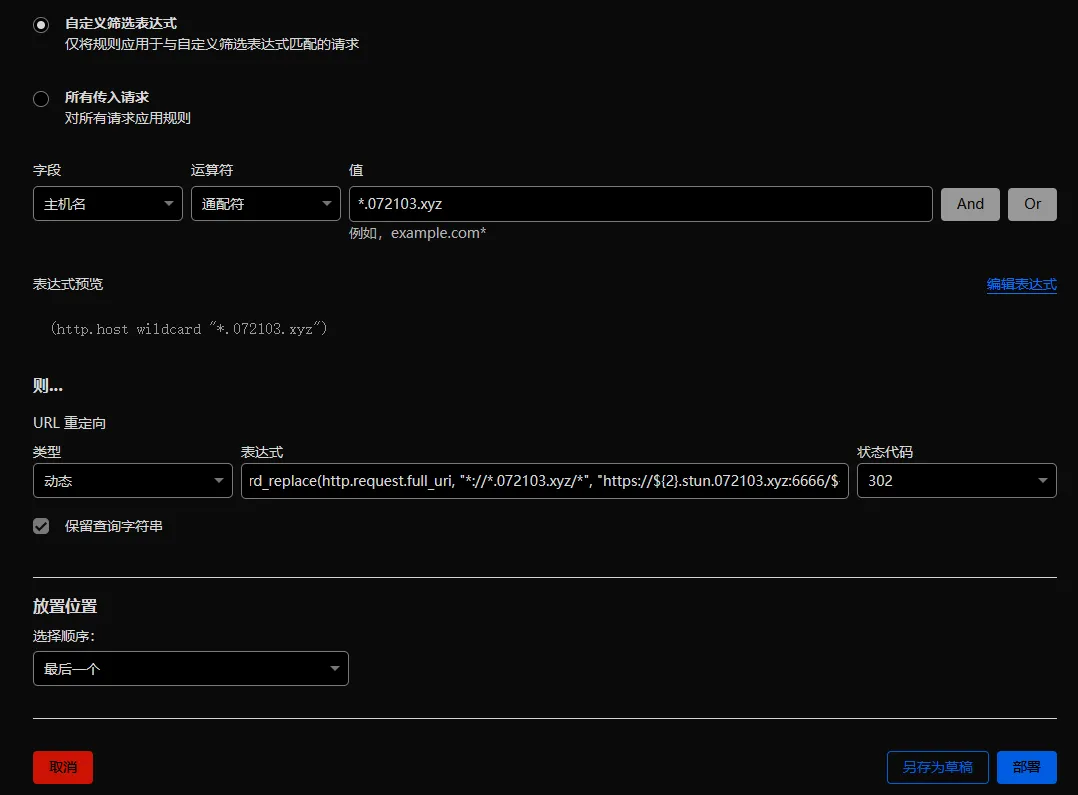 自定义筛选表达式
仅将规则应用于与自定义筛选表达式匹配的请求
所有传入请求
对所有请求应用规则
字段 运算符 值
主机名 通配符 *.072103.xyz And Or
例如，example.com*
表达式预览 编辑表达式
(http.host wildcard "*.072103.xyz")
则...
URL 重定向
类型 表达式 状态代码
动态 rd_replace(http.request.full_uri, "*://*.072103.xyz/*", "https://${2}.stun.072103.xyz:6666/$ 302
保留查询字符串
放置位置
选择顺序：
最后一个
取消 另存为草稿 部署